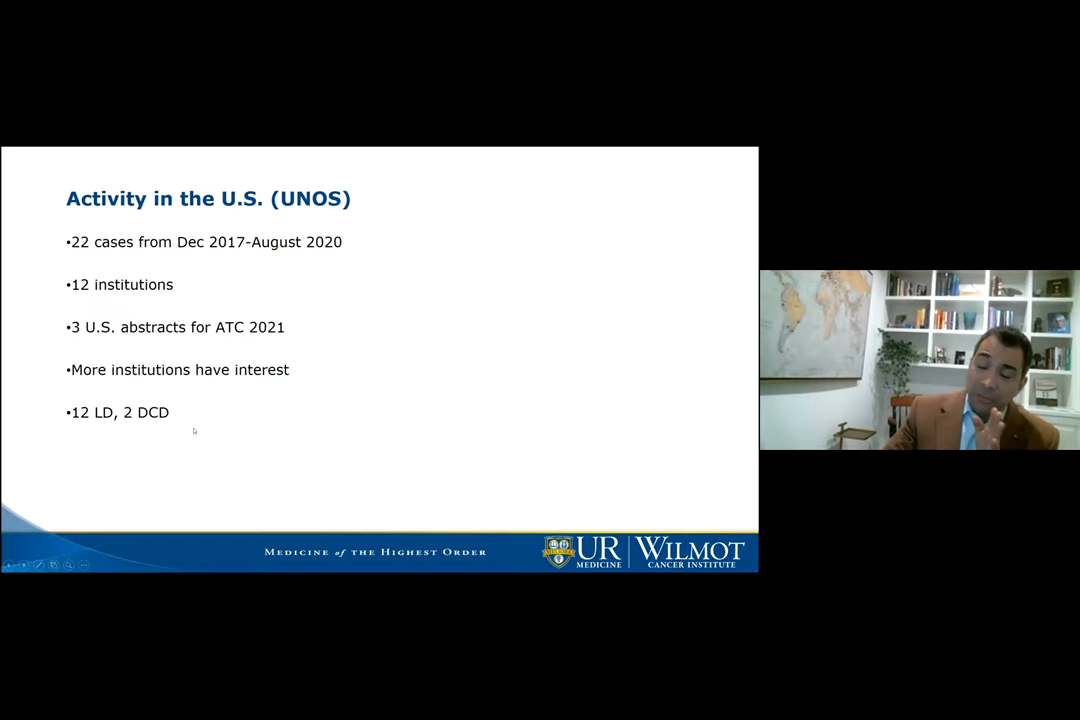 Activity in the U.S. (UNOS)
•22 cases from Dec 2017-August 2020
•12 institutions
•3 U.S. abstracts for ATC 2021
•More institutions have interest
•12 LD, 2 DCD
MEDICINE of THE HIGHEST ORDER
UR MEDICINE
WILMOT CANCER INSTITUTE